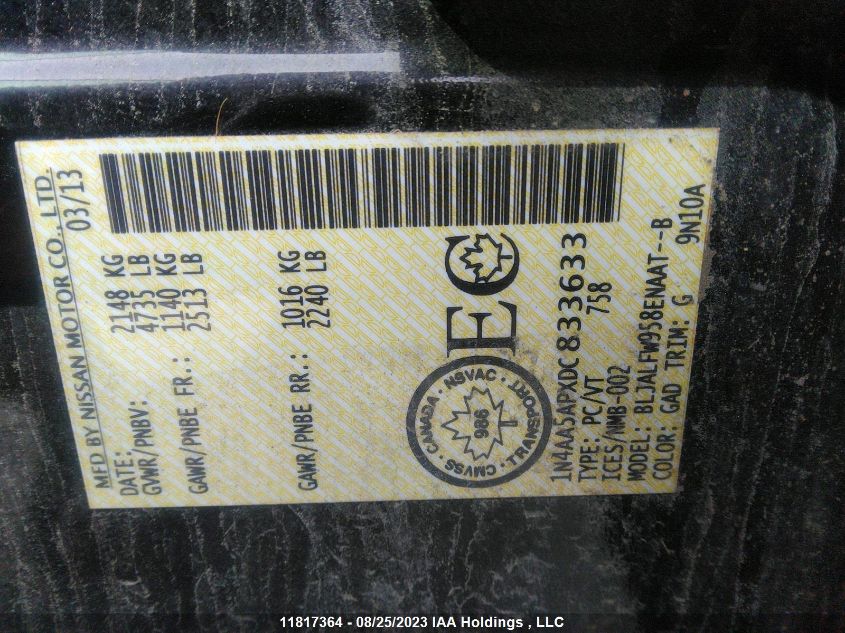 MFD BY NISSAN MOTOR CO., LTD.
DATE: 03/13
GVWR/PNBV: 2148 KG
4735 LB
GAWR/PNBE FR.: 1140 KG
2513 LB
GAWR/PNBE RR.: 1016 KG
2240 LB
CANADA · NSVAC ·
CMVSS · TRANSPORT
986
EC
1N4AA5APXDC833633
TYPE: PC/VT 758
ICES/NMB-002
MODEL: BLJALFW958ENAAT--B
COLOR: GAD TRIM: G 9N10A
11817364 - 08/25/2023 IAA Holdings , LLC